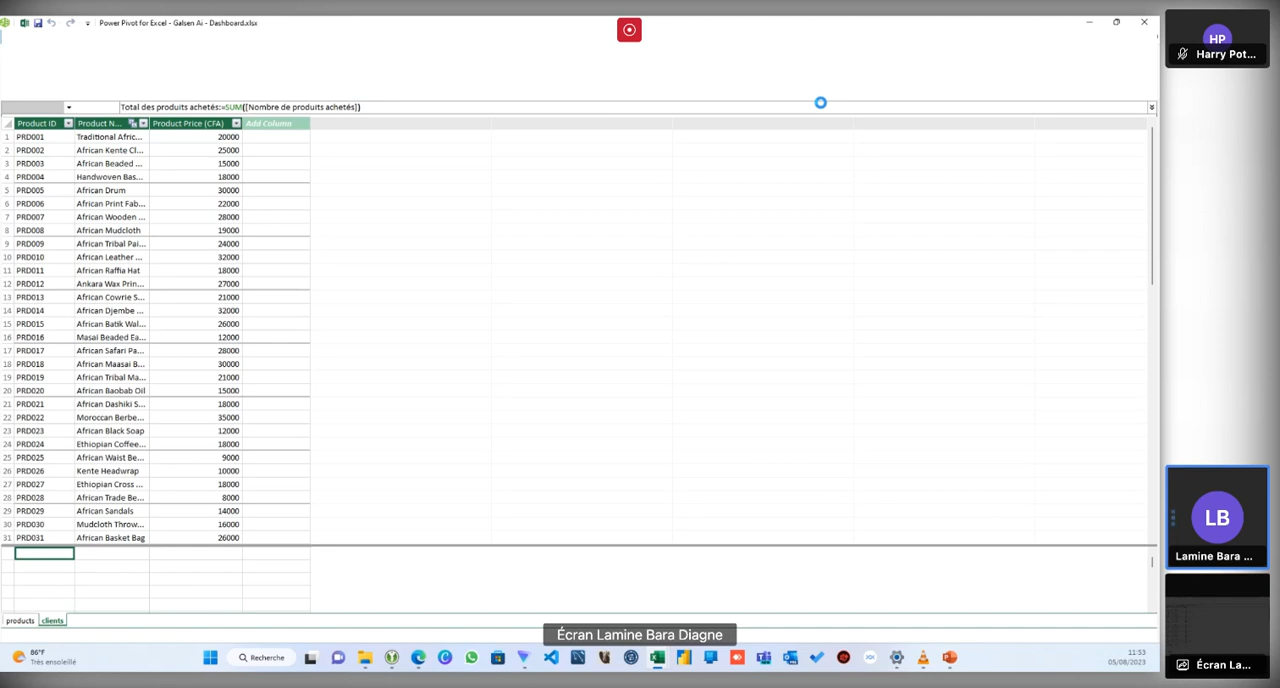 Power Pivot for Excel - Galsen Ai - Dashboard.xlsx
HP
Harry Pot...
Total des produits achetés:=SUM([Nombre de produits achetés])
Product ID Product N... Product Price (CFA) Add Column
1 PRD001 Traditional Afric... 20000
2 PRD002 African Kente Cl... 25000
3 PRD003 African Beaded ... 15000
4 PRD004 Handwoven Bas... 18000
5 PRD005 African Drum 30000
6 PRD006 African Print Fab... 22000
7 PRD007 African Wooden ... 28000
8 PRD008 African Mudcloth 19000
9 PRD009 African Tribal Pai... 24000
10 PRD010 African Leather ... 32000
11 PRD011 African Raffia Hat 18000
12 PRD012 Ankara Wax Prin... 27000
13 PRD013 African Cowrie S... 21000
14 PRD014 African Djembe ... 32000
15 PRD015 African Batik Wal... 26000
16 PRD016 Masai Beaded Ea... 12000
17 PRD017 African Safari Pa... 28000
18 PRD018 African Maasai B... 30000
19 PRD019 African Tribal Ma... 21000
20 PRD020 African Baobab Oil 15000
21 PRD021 African Dashiki S... 18000
22 PRD022 Moroccan Berbe... 35000
23 PRD023 African Black Soap 12000
24 PRD024 Ethiopian Coffee... 18000
25 PRD025 African Waist Be... 9000
26 PRD026 Kente Headwrap 10000
27 PRD027 Ethiopian Cross ... 18000
28 PRD028 African Trade Be... 8000
29 PRD029 African Sandals 14000
30 PRD030 Mudcloth Throw... 16000
31 PRD031 African Basket Bag 26000
LB
Lamine Bara ...
products clients
Écran Lamine Bara Diagne
86°F
Très ensoleillé
Recherche
11:53
05/08/2023
Écran La...